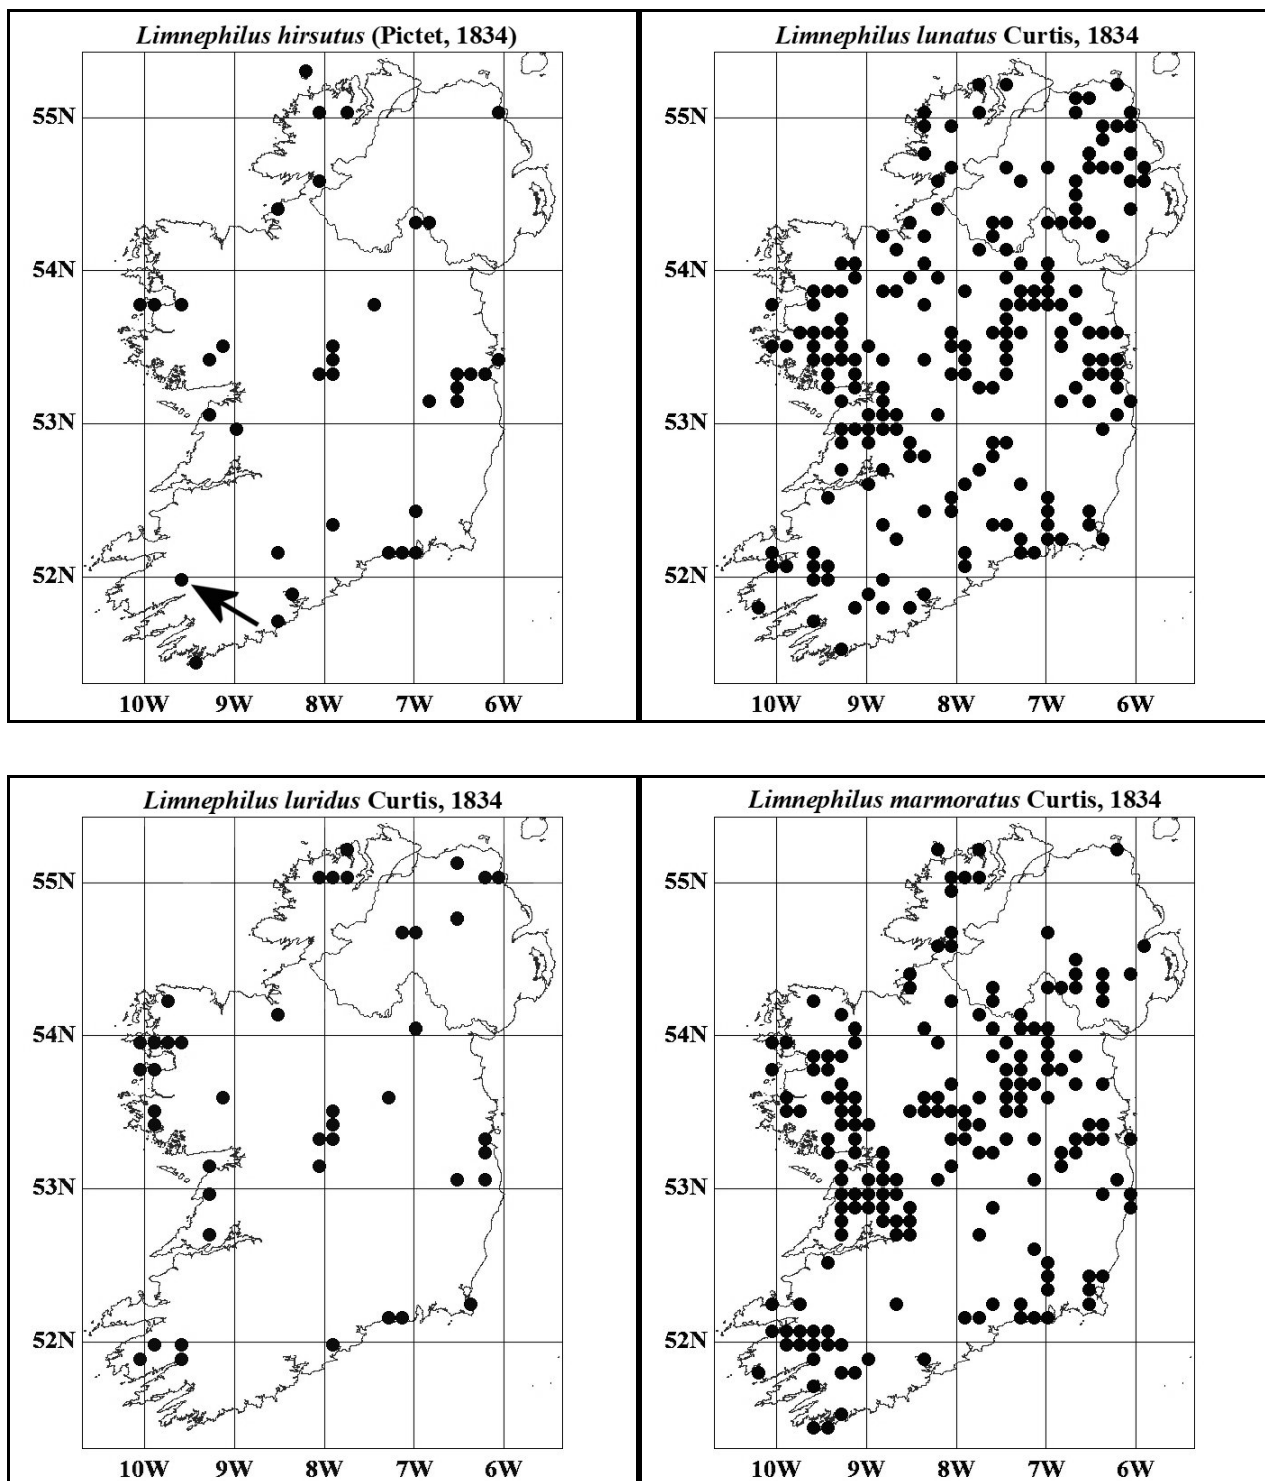 Limnephilus hirsutus (Pictet, 1834)
55N
54N
53N
52N
10W 9W 8W 7W 6W
Limnephilus lunatus Curtis, 1834
55N
54N
53N
52N
10W 9W 8W 7W 6W
Limnephilus luridus Curtis, 1834
55N
54N
53N
52N
10W 9W 8W 7W 6W
Limnephilus marmoratus Curtis, 1834
55N
54N
53N
52N
10W 9W 8W 7W 6W